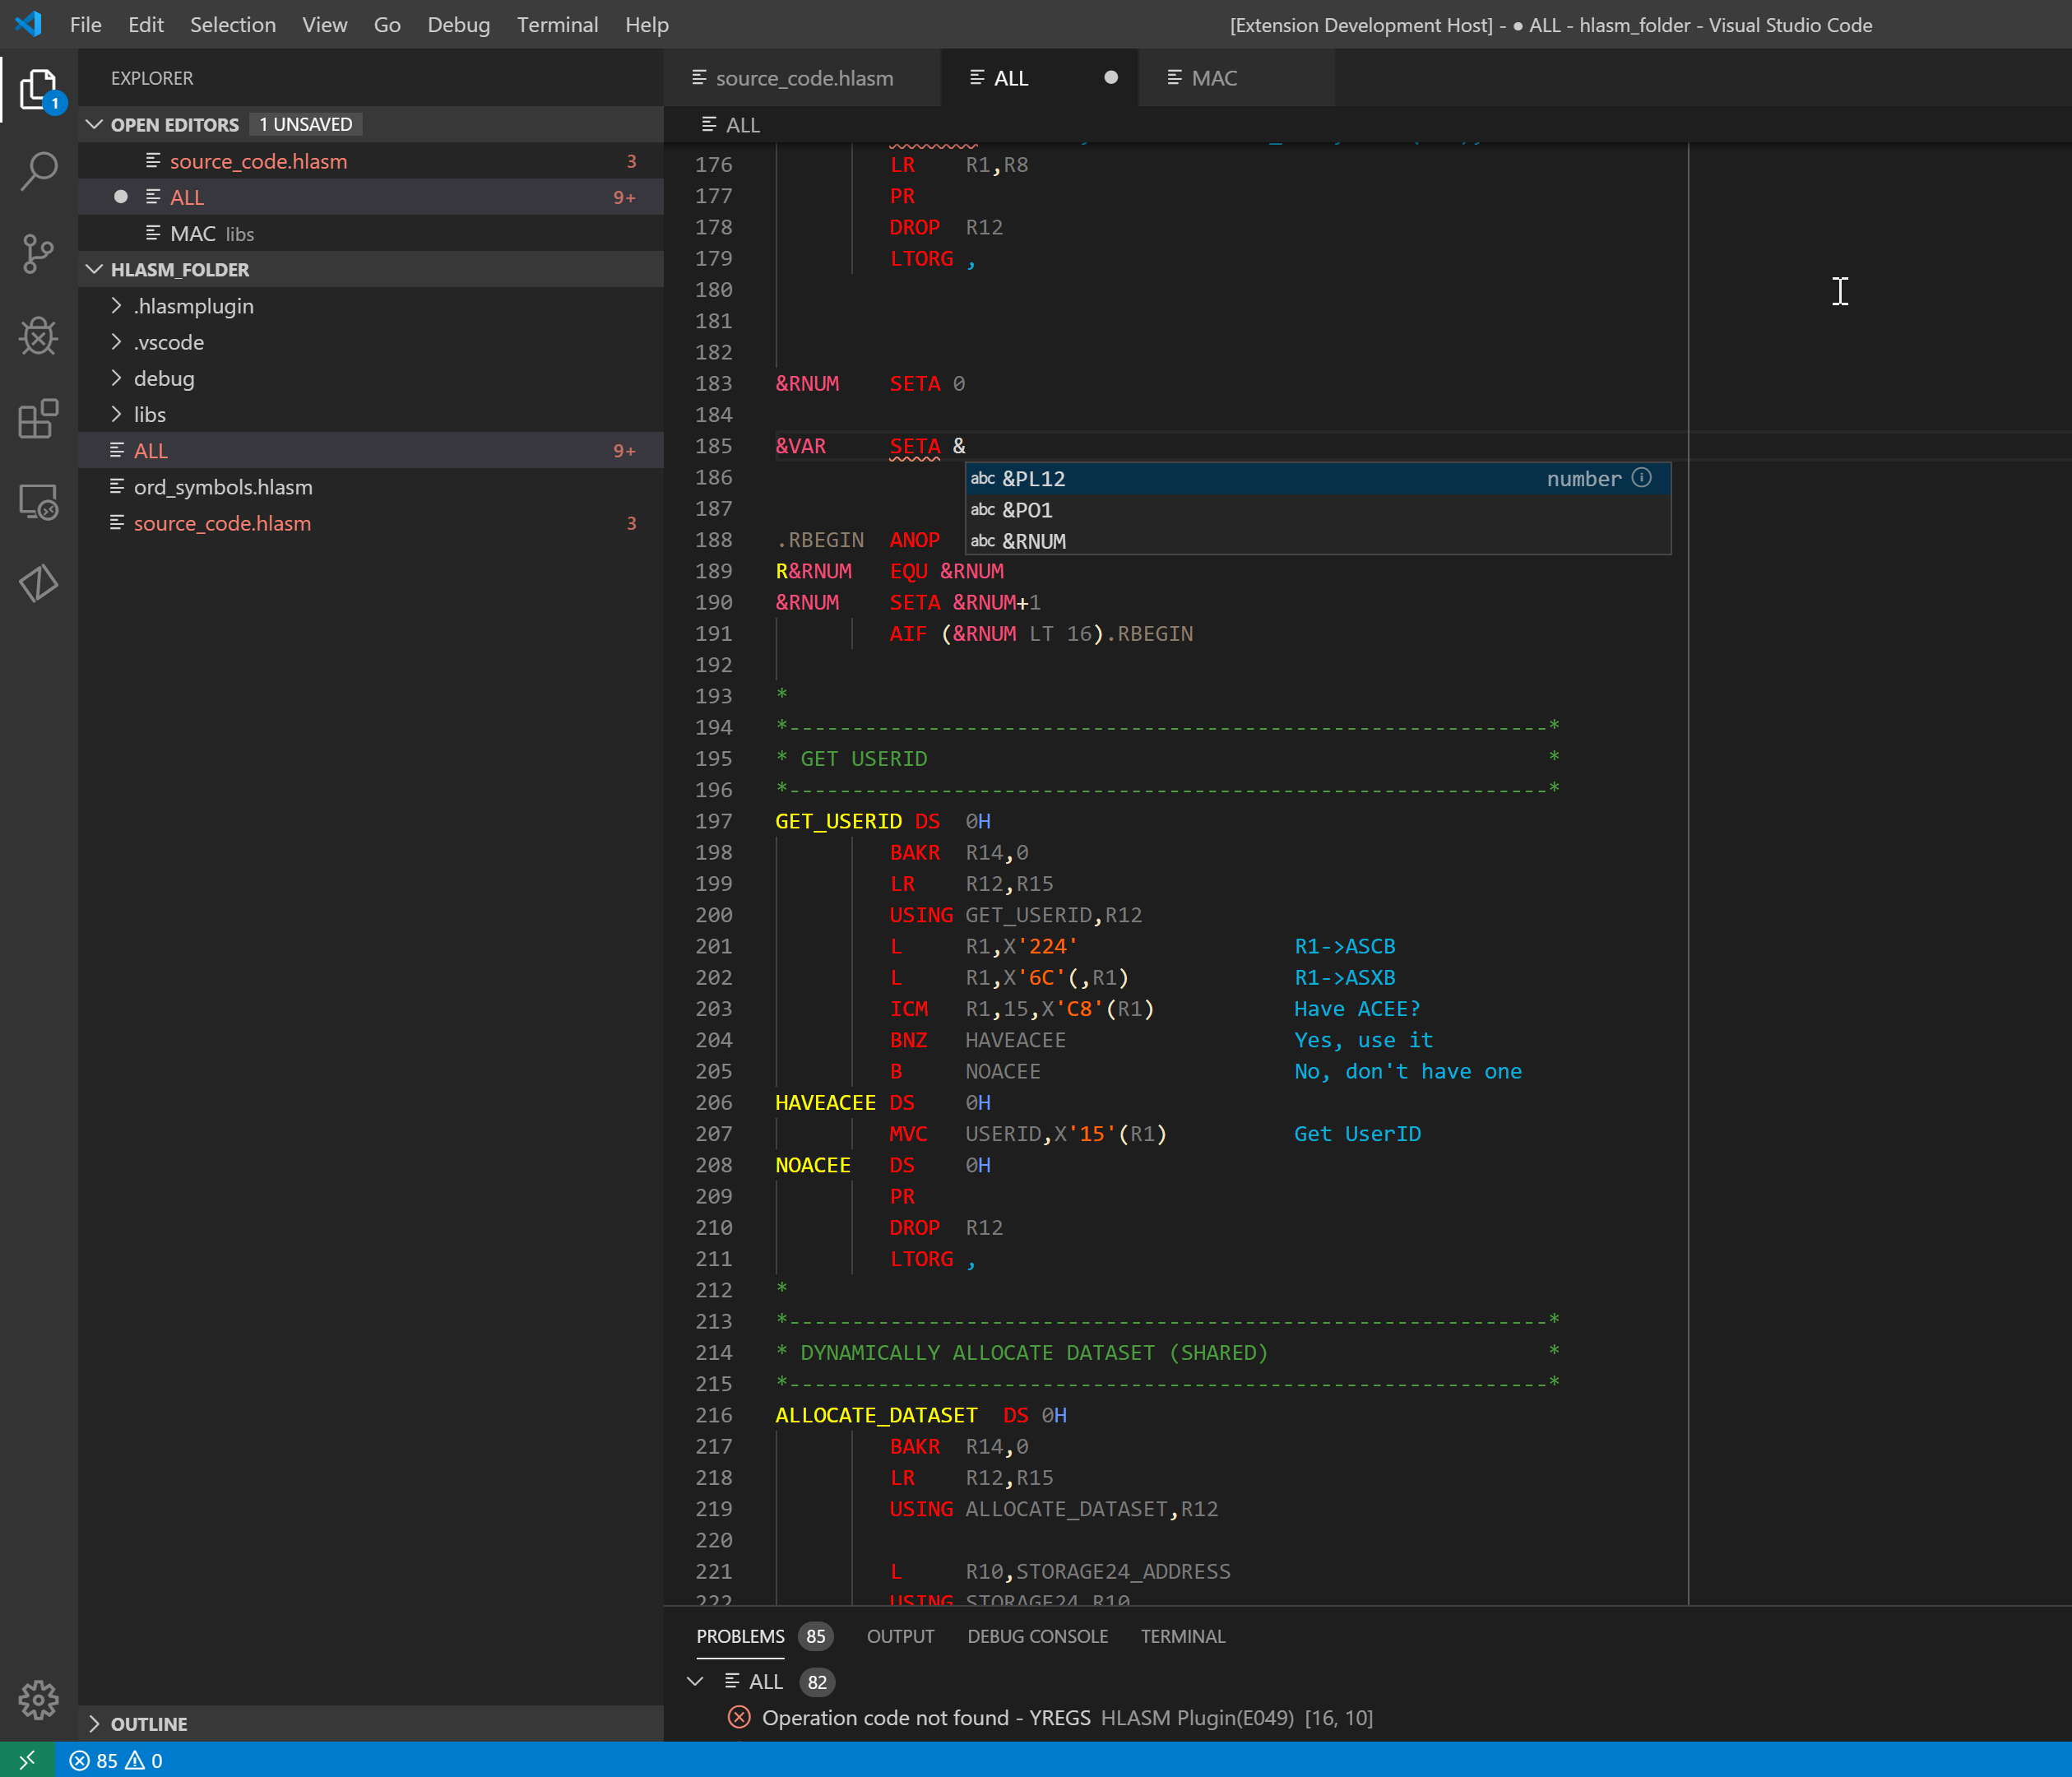 File Edit Selection View Go Debug Terminal Help [Extension Development Host] - ● ALL - hlasm_folder - Visual Studio Code
1
EXPLORER
OPEN EDITORS 1 UNSAVED
source_code.hlasm 3
ALL 9+
MAC libs
HLASM_FOLDER
.hlasmplugin
.vscode
debug
libs
ALL 9+
ord_symbols.hlasm
source_code.hlasm 3
OUTLINE
source_code.hlasm ALL MAC
ALL
176 LR R1,R8
177 PR
178 DROP R12
179 LTORG ,
180
181
182
183 &RNUM SETA 0
184
185 &VAR SETA &
186 abc &PL12 number
187 abc &PO1
abc &RNUM
188 .RBEGIN ANOP
189 R&RNUM EQU &RNUM
190 &RNUM SETA &RNUM+1
191 AIF (&RNUM LT 16).RBEGIN
192
193 *
194 *------------------------------------------------------------*
195 * GET USERID *
196 *------------------------------------------------------------*
197 GET_USERID DS 0H
198 BAKR R14,0
199 LR R12,R15
200 USING GET_USERID,R12
201 L R1,X'224' R1->ASCB
202 L R1,X'6C'(,R1) R1->ASXB
203 ICM R1,15,X'C8'(R1) Have ACEE?
204 BNZ HAVEACEE Yes, use it
205 B NOACEE No, don't have one
206 HAVEACEE DS 0H
207 MVC USERID,X'15'(R1) Get UserID
208 NOACEE DS 0H
209 PR
210 DROP R12
211 LTORG ,
212 *
213 *------------------------------------------------------------*
214 * DYNAMICALLY ALLOCATE DATASET (SHARED) *
215 *------------------------------------------------------------*
216 ALLOCATE_DATASET DS 0H
217 BAKR R14,0
218 LR R12,R15
219 USING ALLOCATE_DATASET,R12
220
221 L R10,STORAGE24_ADDRESS
222 USING STORAGE24,R10
PROBLEMS 85 OUTPUT DEBUG CONSOLE TERMINAL
ALL 82
Operation code not found - YREGS HLASM Plugin(E049) [16, 10]
85 0